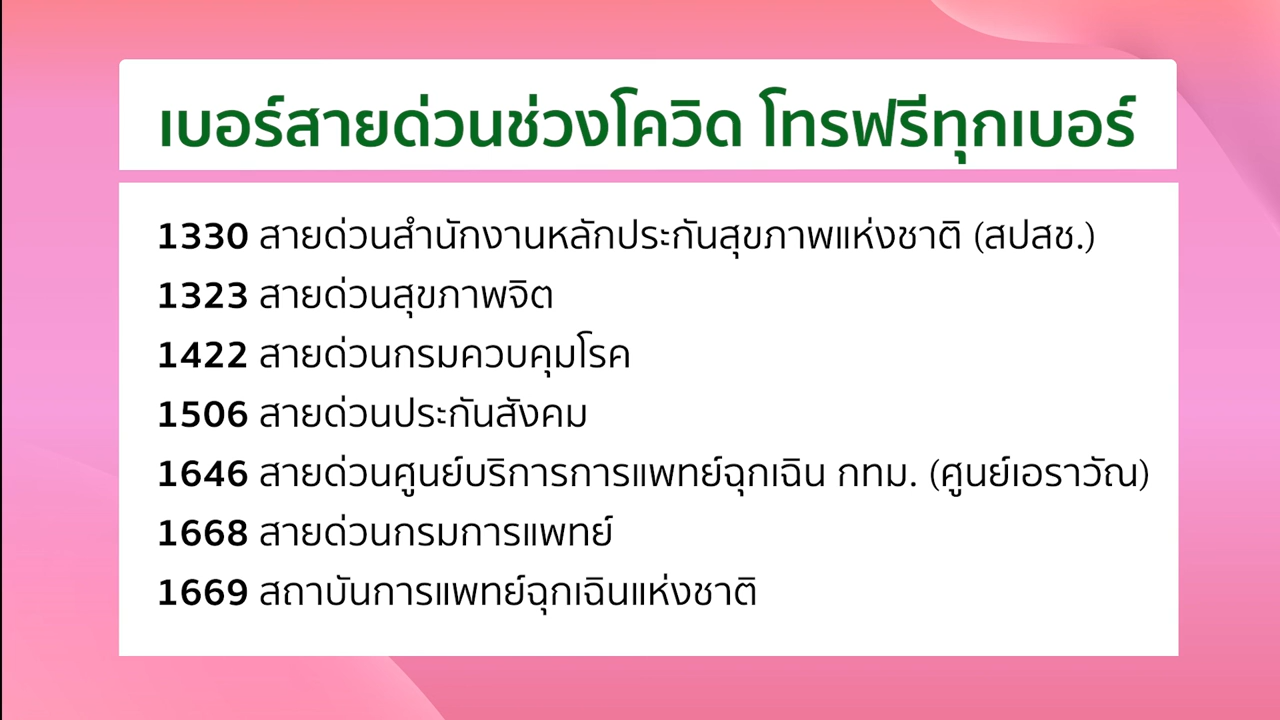 เบอร์สายด่วนช่วงโควิด โทรฟรีทุกเบอร์
1330 สายด่วนสำนักงานหลักประกันสุขภาพแห่งชาติ (สปสช.)
1323 สายด่วนสุขภาพจิต
1422 สายด่วนกรมควบคุมโรค
1506 สายด่วนประกันสังคม
1646 สายด่วนศูนย์บริการการแพทย์ฉุกเฉิน กทม. (ศูนย์เอราวัณ)
1668 สายด่วนกรมการแพทย์
1669 สถาบันการแพทย์ฉุกเฉินแห่งชาติ